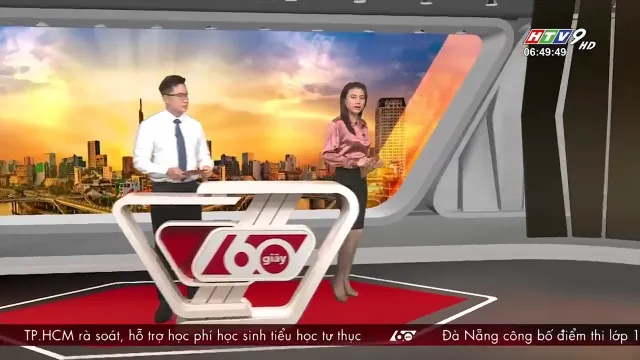 HTV9 HD
06:49:49
60 giây
TP.HCM rà soát, hỗ trợ học phí học sinh tiểu học tư thục 60 Đà Nẵng công bố điểm thi lớp 1